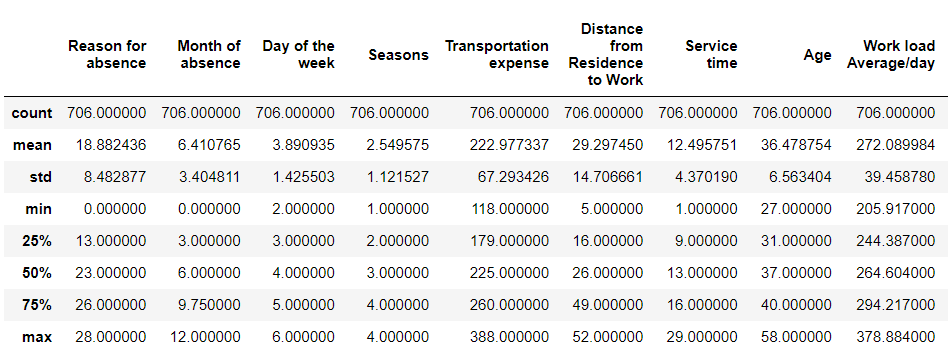 Reason for absence Month of absence Day of the week Seasons Transportation expense Distance from Residence to Work Service time Age Work load Average/day
count 706.000000 706.000000 706.000000 706.000000 706.000000 706.000000 706.000000 706.000000 706.000000
mean 18.882436 6.410765 3.890935 2.549575 222.977337 29.297450 12.495751 36.478754 272.089984
std 8.482877 3.404811 1.425503 1.121527 67.293426 14.706661 4.370190 6.563404 39.458780
min 0.000000 0.000000 2.000000 1.000000 118.000000 5.000000 1.000000 27.000000 205.917000
25% 13.000000 3.000000 3.000000 2.000000 179.000000 16.000000 9.000000 31.000000 244.387000
50% 23.000000 6.000000 4.000000 3.000000 225.000000 26.000000 13.000000 37.000000 264.604000
75% 26.000000 9.750000 5.000000 4.000000 260.000000 49.000000 16.000000 40.000000 294.217000
max 28.000000 12.000000 6.000000 4.000000 388.000000 52.000000 29.000000 58.000000 378.884000